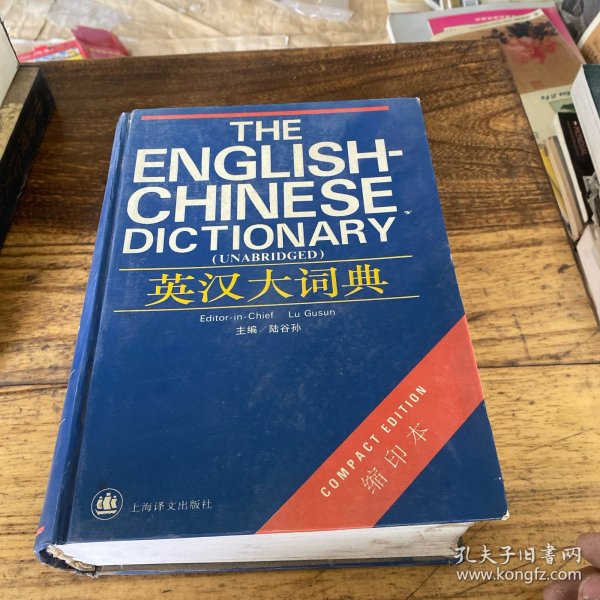 THE
ENGLISH-
CHINESE
DICTIONARY
(UNABRIDGED)
英汉大词典
Editor-in-Chief Lu Gusun
主编／陆谷孙
COMPACT EDITION
缩印本
上海译文出版社
孔夫子旧书网
www.kongfz.com